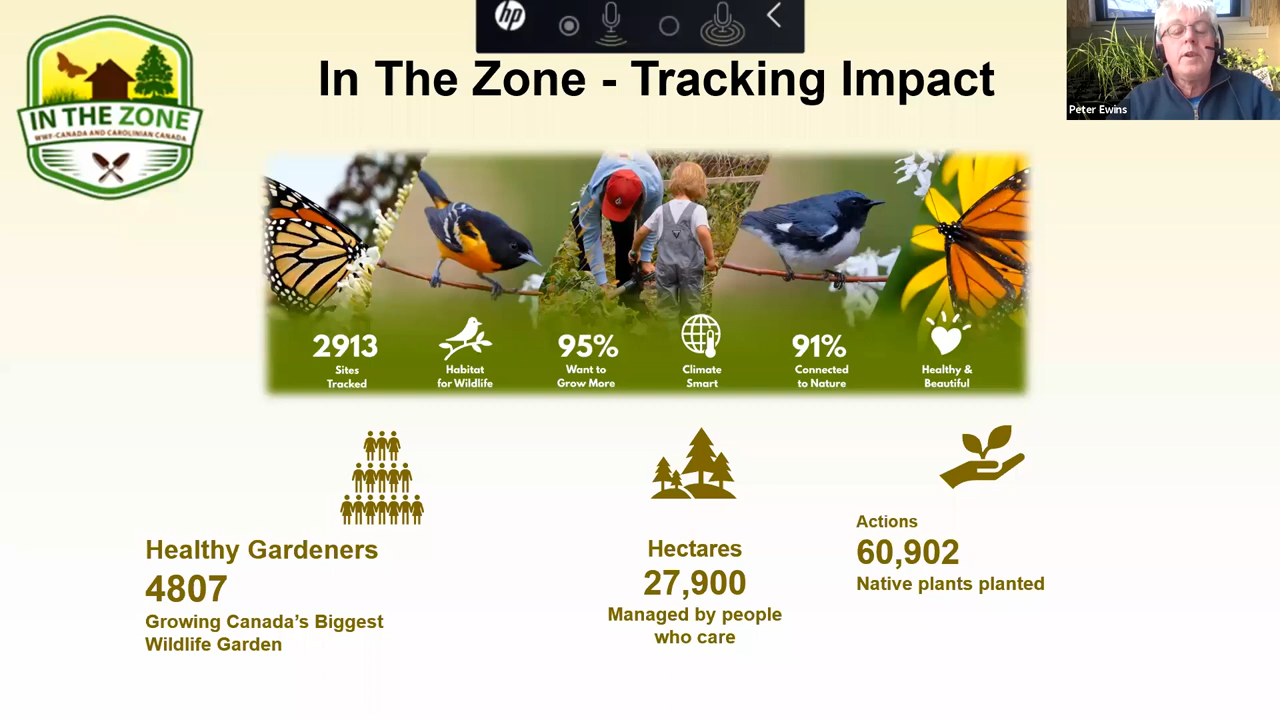 hp
In The Zone - Tracking Impact
Peter Ewins
IN THE ZONE
WWF-CANADA AND CAROLINIAN CANADA
2913
Sites
Tracked
Habitat
for Wildlife
95%
Want to
Grow More
Climate
Smart
91%
Connected
to Nature
Healthy &
Beautiful
Healthy Gardeners
4807
Growing Canada's Biggest
Wildlife Garden
Hectares
27,900
Managed by people
who care
Actions
60,902
Native plants planted